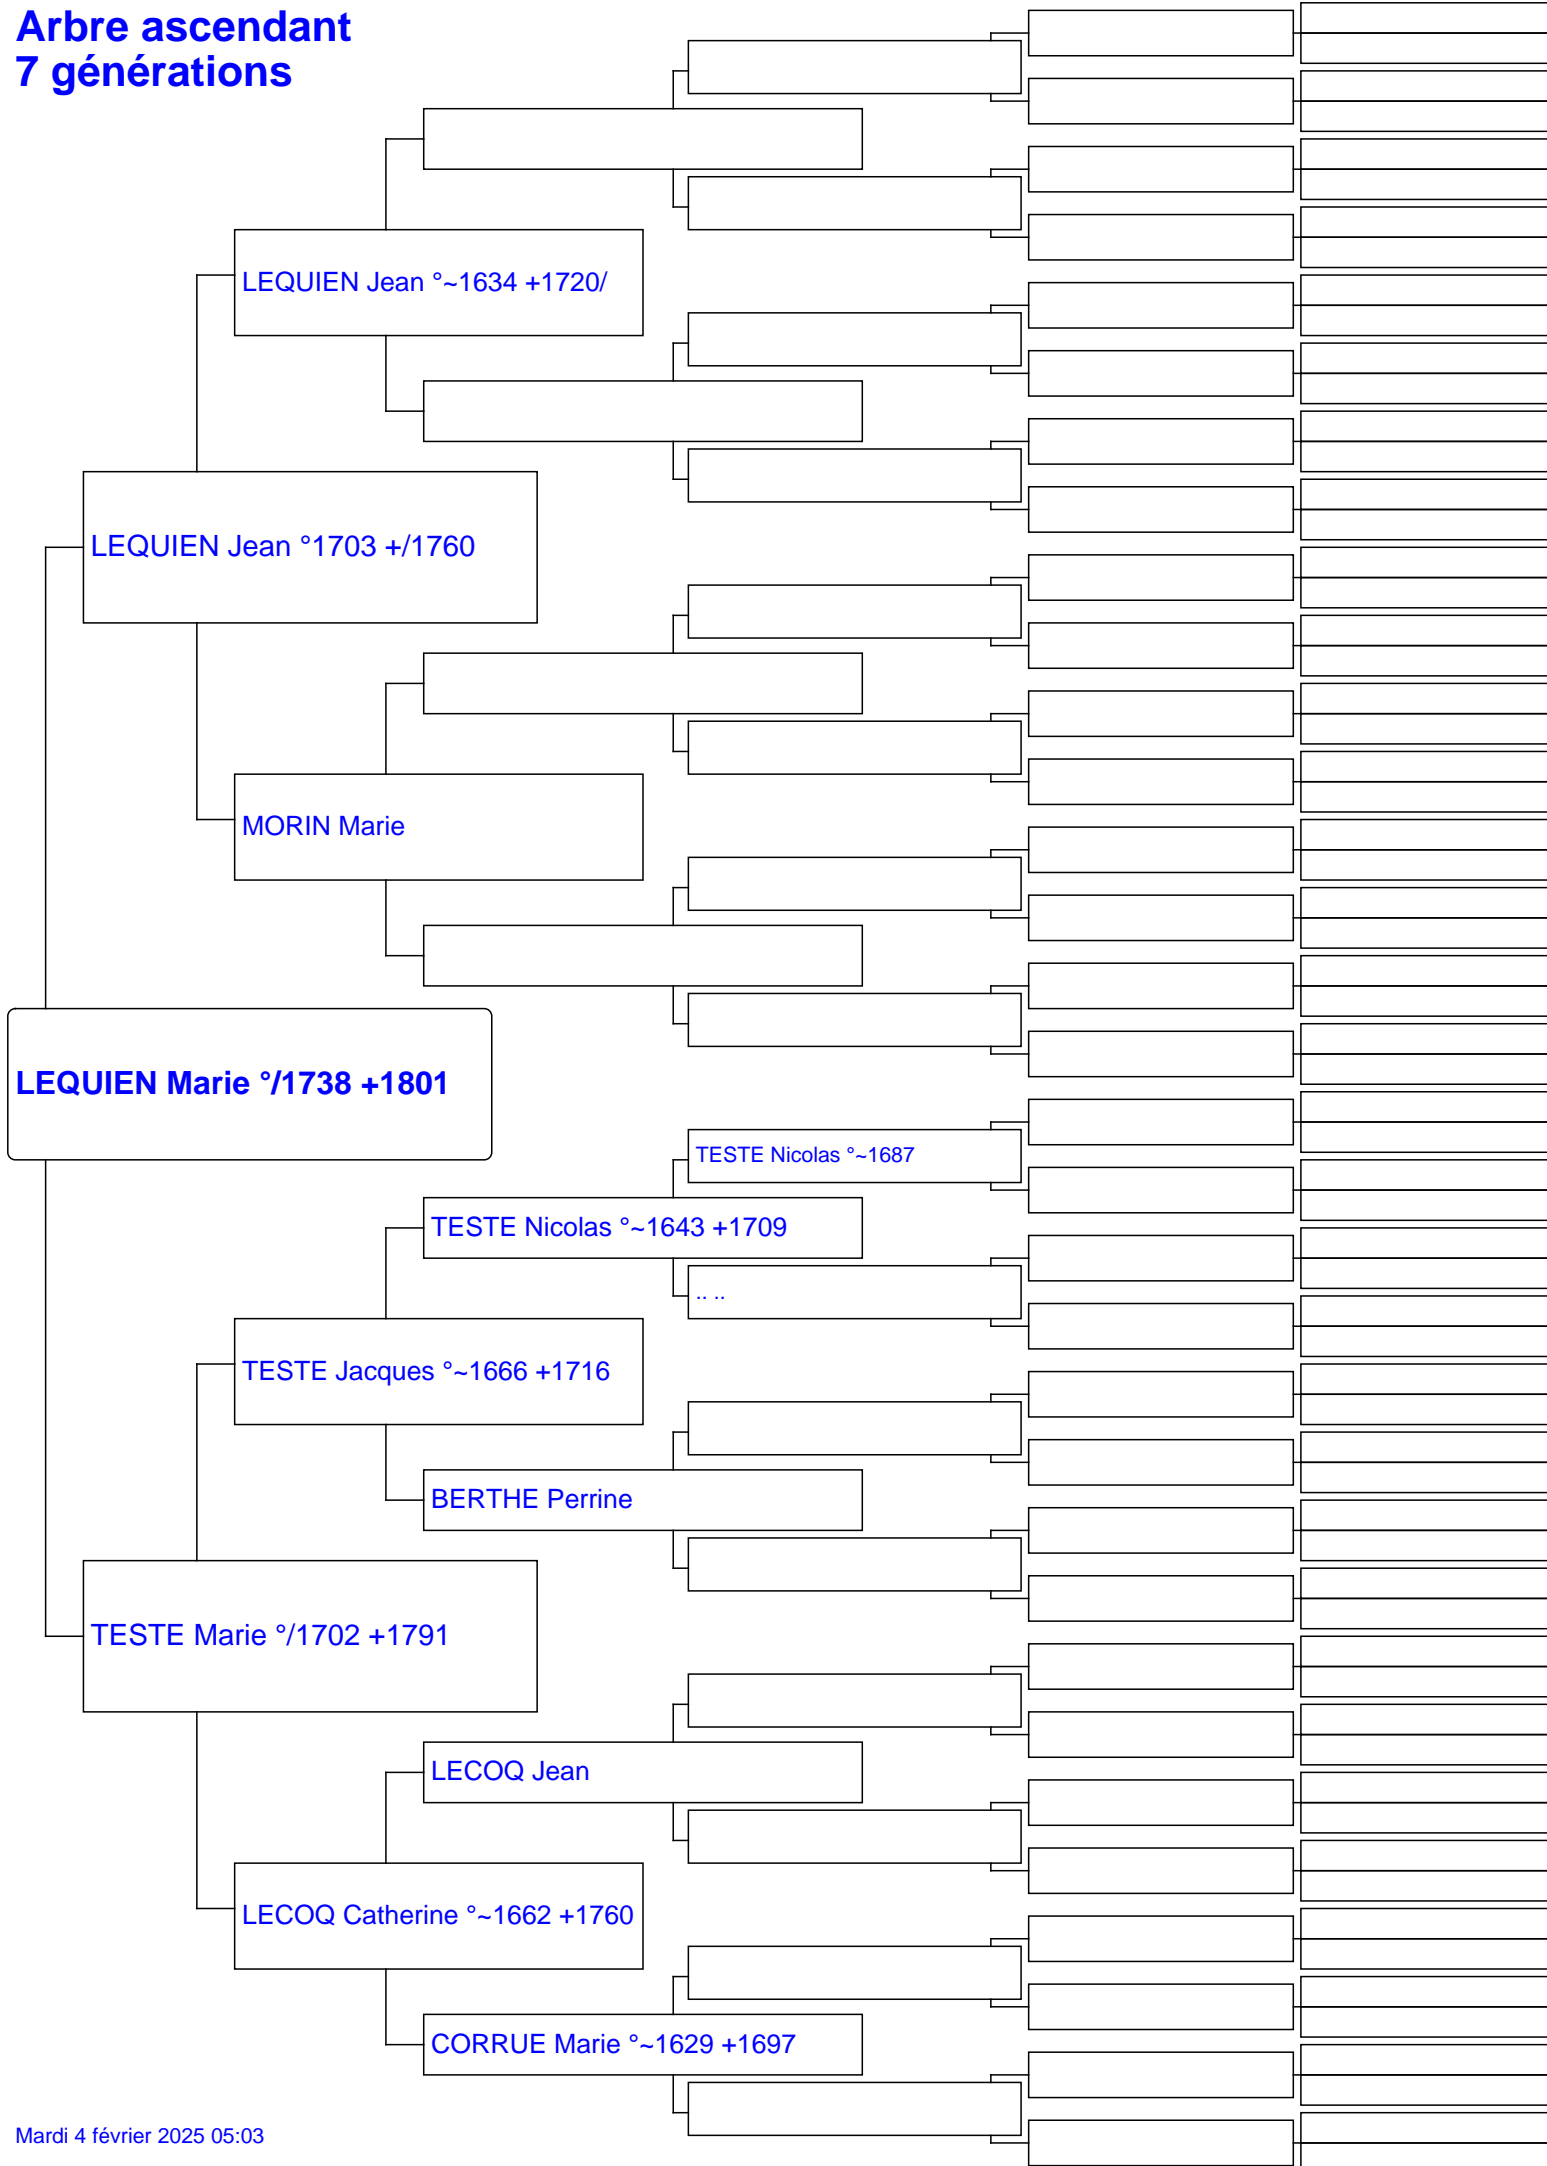 Arbre ascendant
7 générations
LEQUIEN Jean °~1634 +1720/
LEQUIEN Jean °1703 +/1760
MORIN Marie
LEQUIEN Marie °/1738 +1801
TESTE Nicolas °~1687
TESTE Nicolas °~1643 +1709
.. ..
TESTE Jacques °~1666 +1716
BERTHE Perrine
TESTE Marie °/1702 +1791
LECOQ Jean
LECOQ Catherine °~1662 +1760
CORRUE Marie °~1629 +1697
Mardi 4 février 2025 05:03